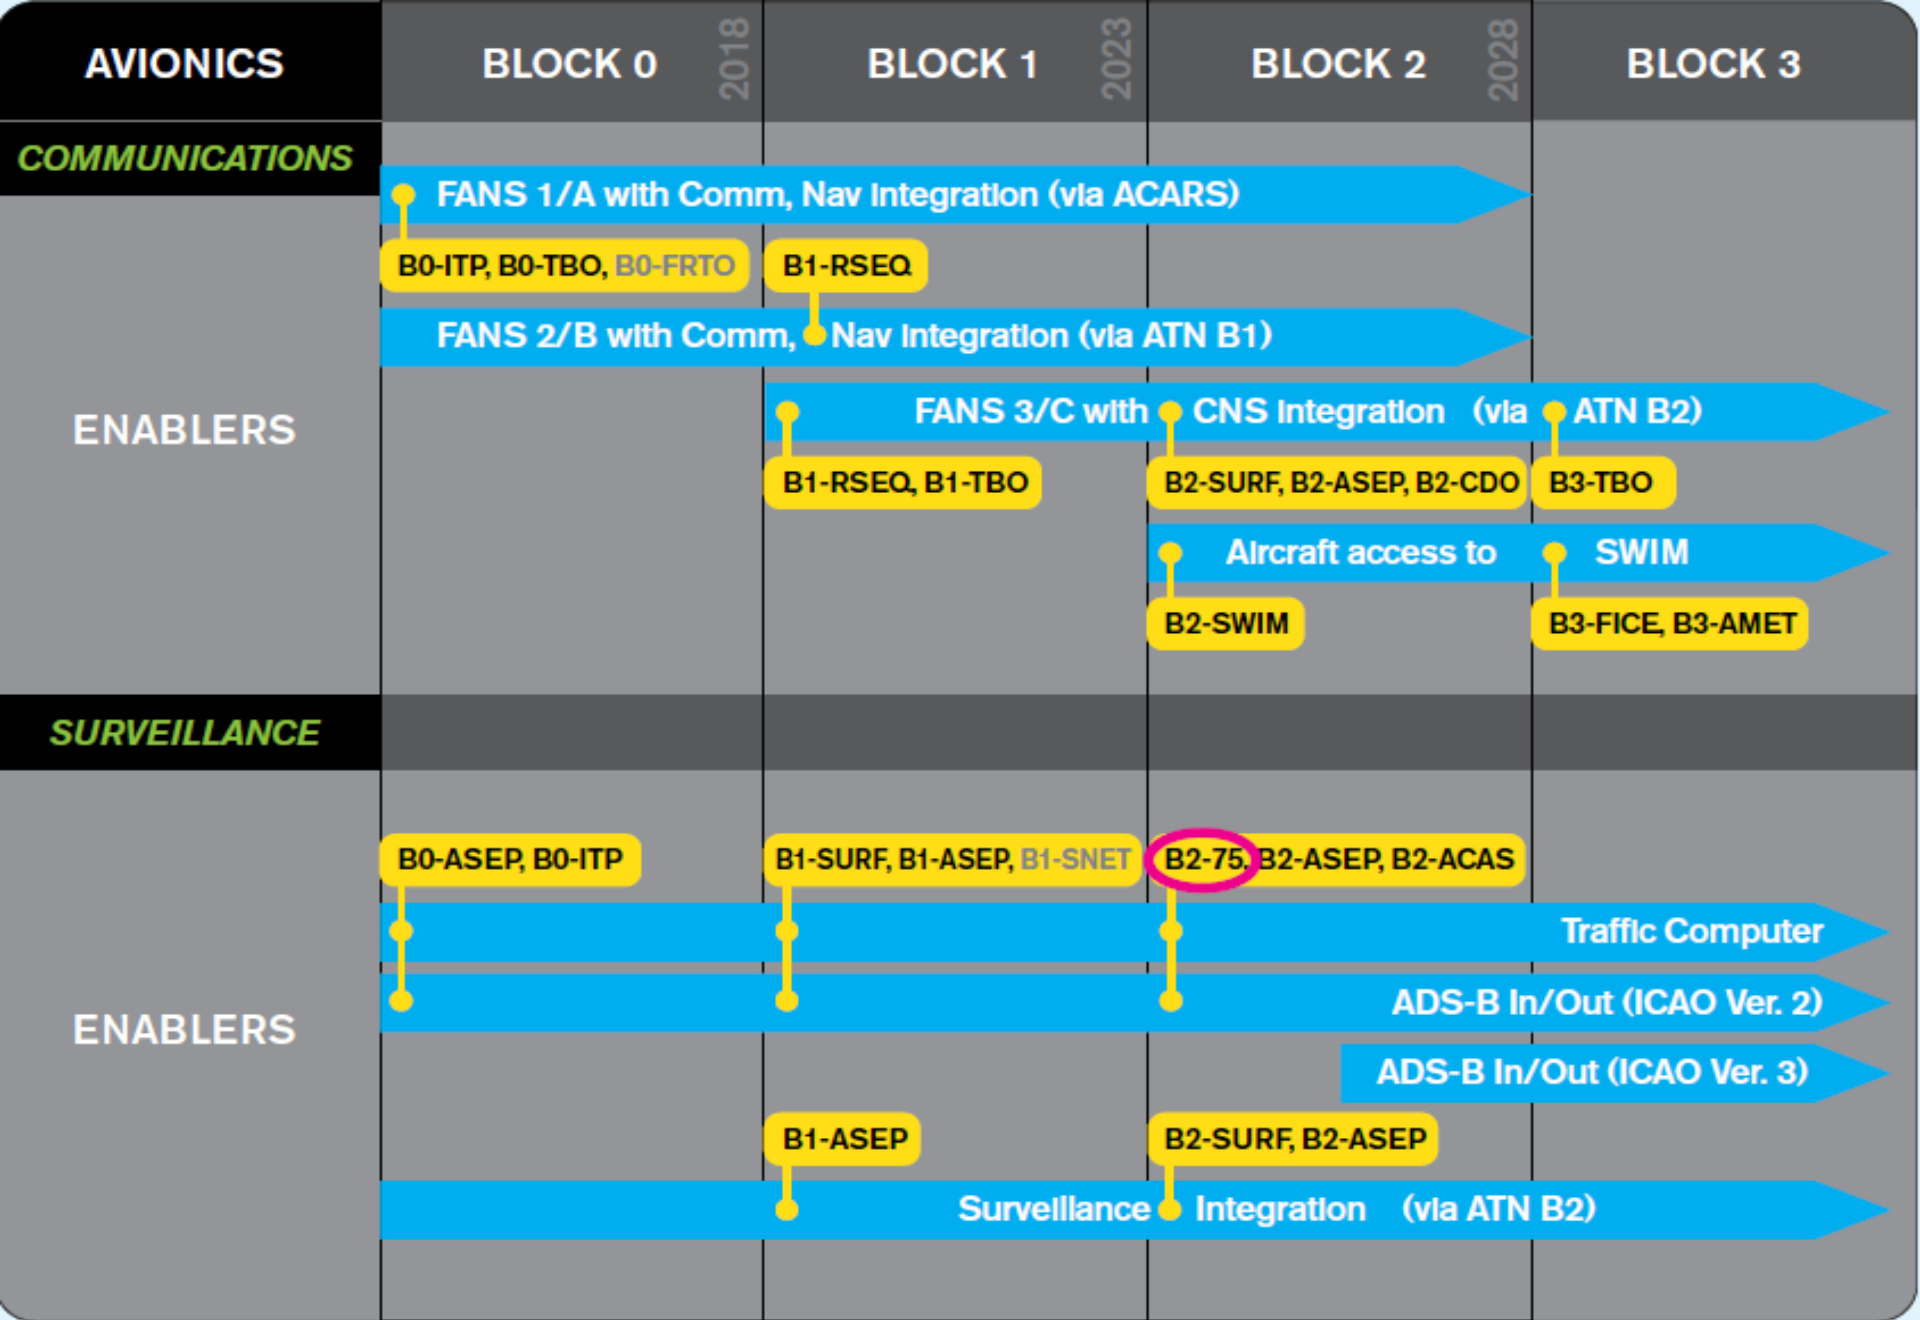 AVIONICS
BLOCK 0
2018
BLOCK 1
2023
BLOCK 2
2028
BLOCK 3
COMMUNICATIONS
FANS 1/A with Comm, Nav Integration (via ACARS)
B0-ITP, B0-TBO, B0-FRTO
B1-RSEQ
FANS 2/B with Comm, Nav Integration (via ATN B1)
ENABLERS
FANS 3/C with CNS Integration (via ATN B2)
B1-RSEQ, B1-TBO
B2-SURF, B2-ASEP, B2-CDO
B3-TBO
Aircraft access to SWIM
B2-SWIM
B3-FICE, B3-AMET
SURVEILLANCE
B0-ASEP, B0-ITP
B1-SURF, B1-ASEP, B1-SNET
B2-75, B2-ASEP, B2-ACAS
Traffic Computer
ADS-B In/Out (ICAO Ver. 2)
ENABLERS
ADS-B In/Out (ICAO Ver. 3)
B1-ASEP
B2-SURF, B2-ASEP
Surveillance Integration (via ATN B2)